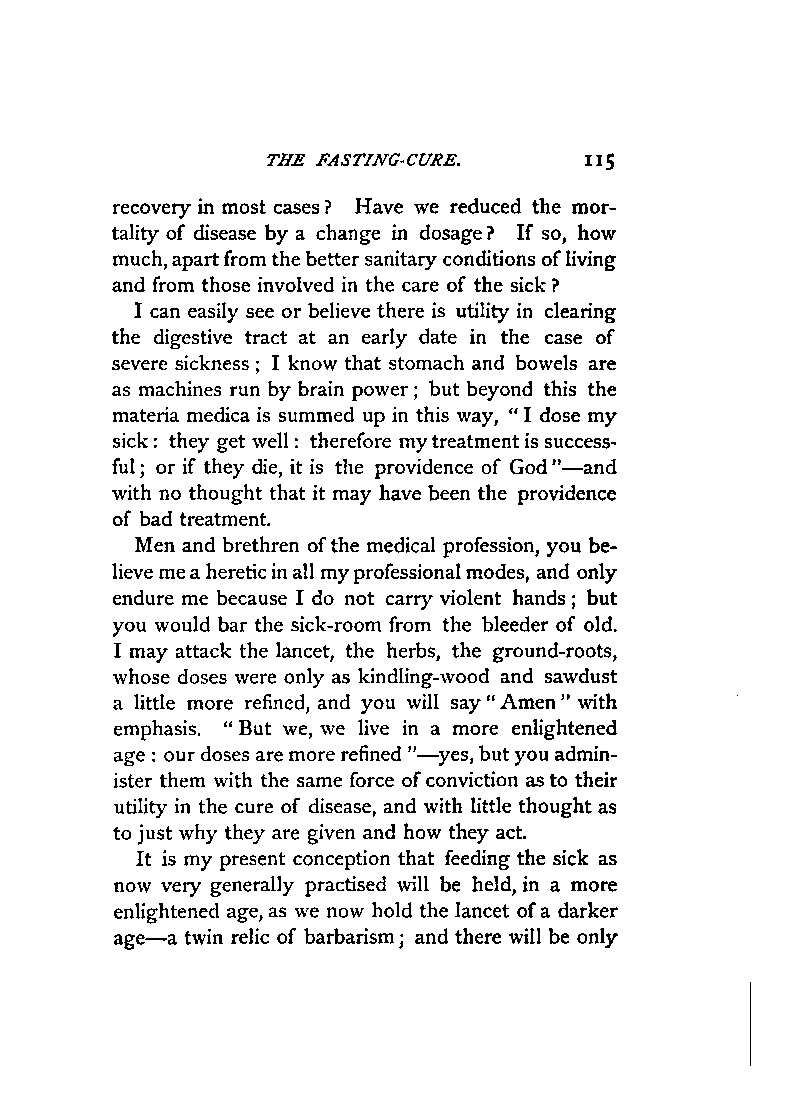 THE FASTING-CURE. 115
recovery in most cases? Have we reduced the mor-
tality of disease by a change in dosage? If so, how
much, apart from the better sanitary conditions of living
and from those involved in the care of the sick?
I can easily see or believe there is utility in clearing
the digestive tract at an early date in the case of
severe sickness; I know that stomach and bowels are
as machines run by brain power; but beyond this the
materia medica is summed up in this way, "I dose my
sick: they get well: therefore my treatment is success-
ful; or if they die, it is the providence of God"—and
with no thought that it may have been the providence
of bad treatment.
Men and brethren of the medical profession, you be-
lieve me a heretic in all my professional modes, and only
endure me because I do not carry violent hands; but
you would bar the sick-room from the bleeder of old.
I may attack the lancet, the herbs, the ground-roots,
whose doses were only as kindling-wood and sawdust
a little more refined, and you will say "Amen" with
emphasis. "But we, we live in a more enlightened
age: our doses are more refined"—yes, but you admin-
ister them with the same force of conviction as to their
utility in the cure of disease, and with little thought as
to just why they are given and how they act.
It is my present conception that feeding the sick as
now very generally practised will be held, in a more
enlightened age, as we now hold the lancet of a darker
age—a twin relic of barbarism; and there will be only